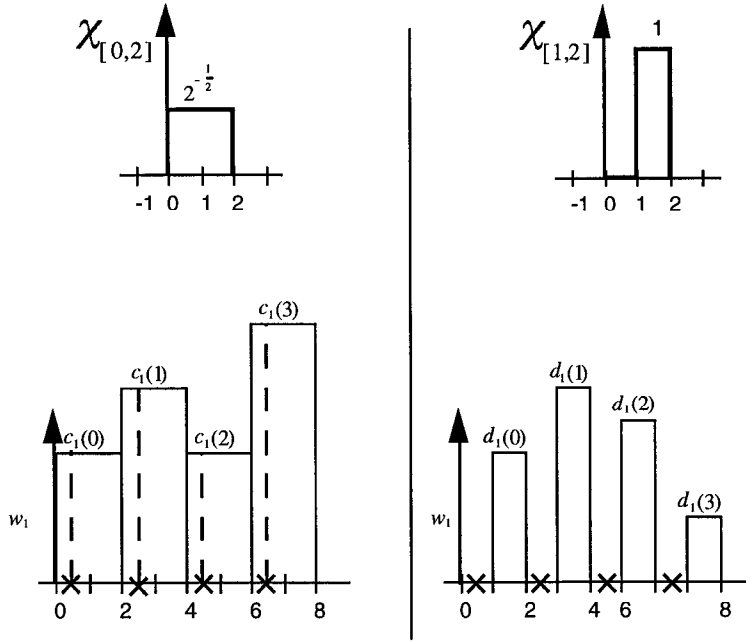 χ[0,2]
2^{-1/2}
-1 0 1 2
c₁(0)
c₁(1)
c₁(2)
c₁(3)
w₁
0 2 4 6 8
χ[1,2]
1
-1 0 1 2
d₁(0)
d₁(1)
d₁(2)
d₁(3)
w₁
0 2 4 6 8